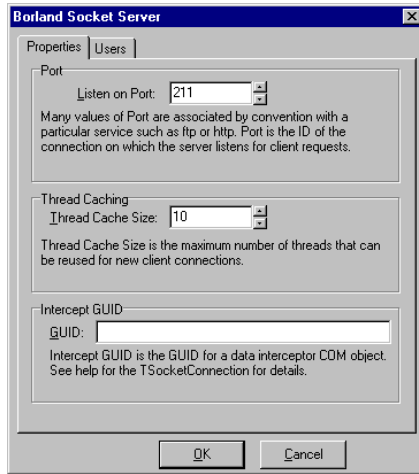 Borland Socket Server
Properties Users
Port
Listen on Port: 211
Many values of Port are associated by convention with a
particular service such as ftp or http. Port is the ID of the
connection on which the server listens for client requests.
Thread Caching
Thread Cache Size: 10
Thread Cache Size is the maximum number of threads that can
be reused for new client connections.
Intercept GUID
GUID:
Intercept GUID is the GUID for a data interceptor COM object.
See help for the TSocketConnection for details.
OK Cancel